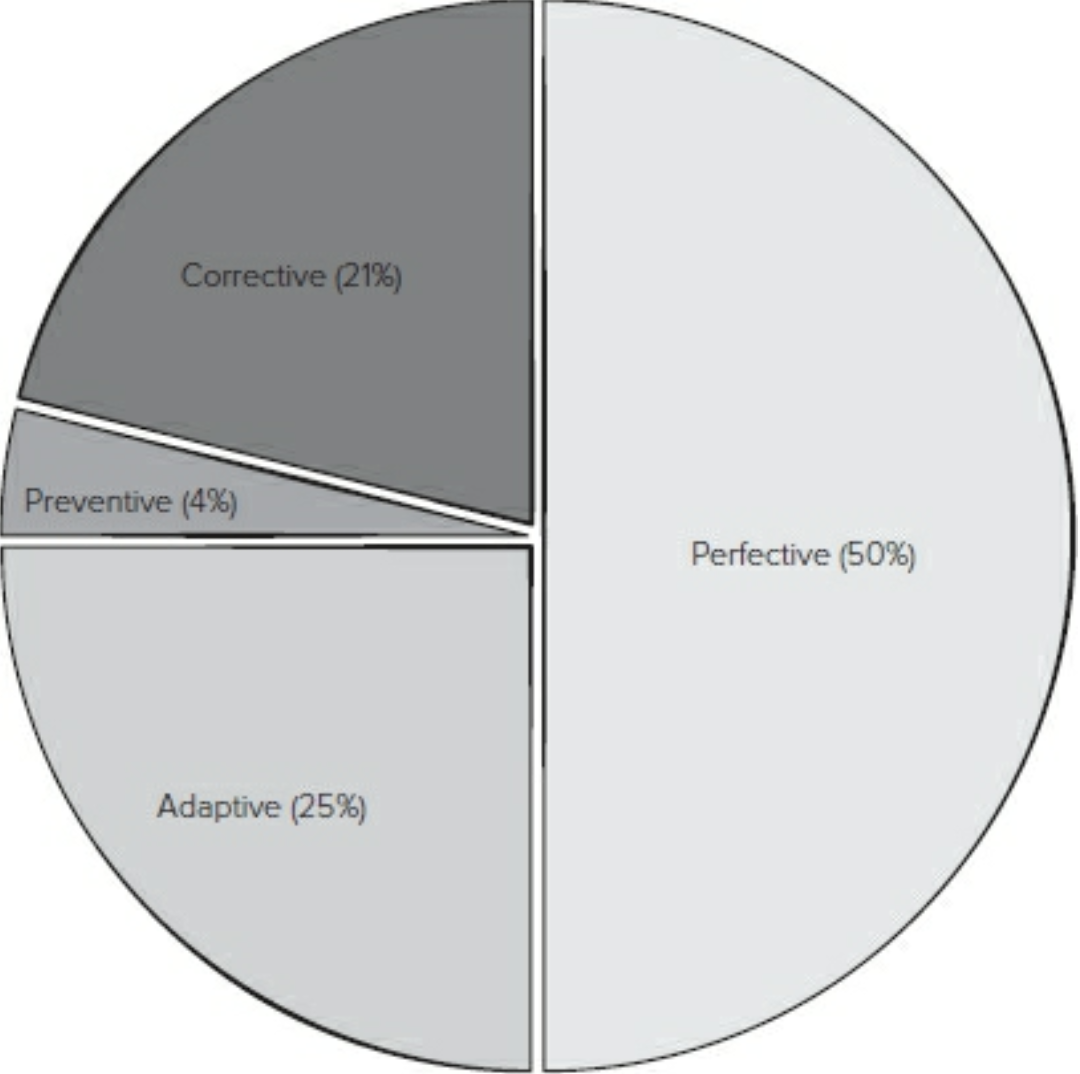 Corrective (21%)
Preventive (4%)
Perfective (50%)
Adaptive (25%)